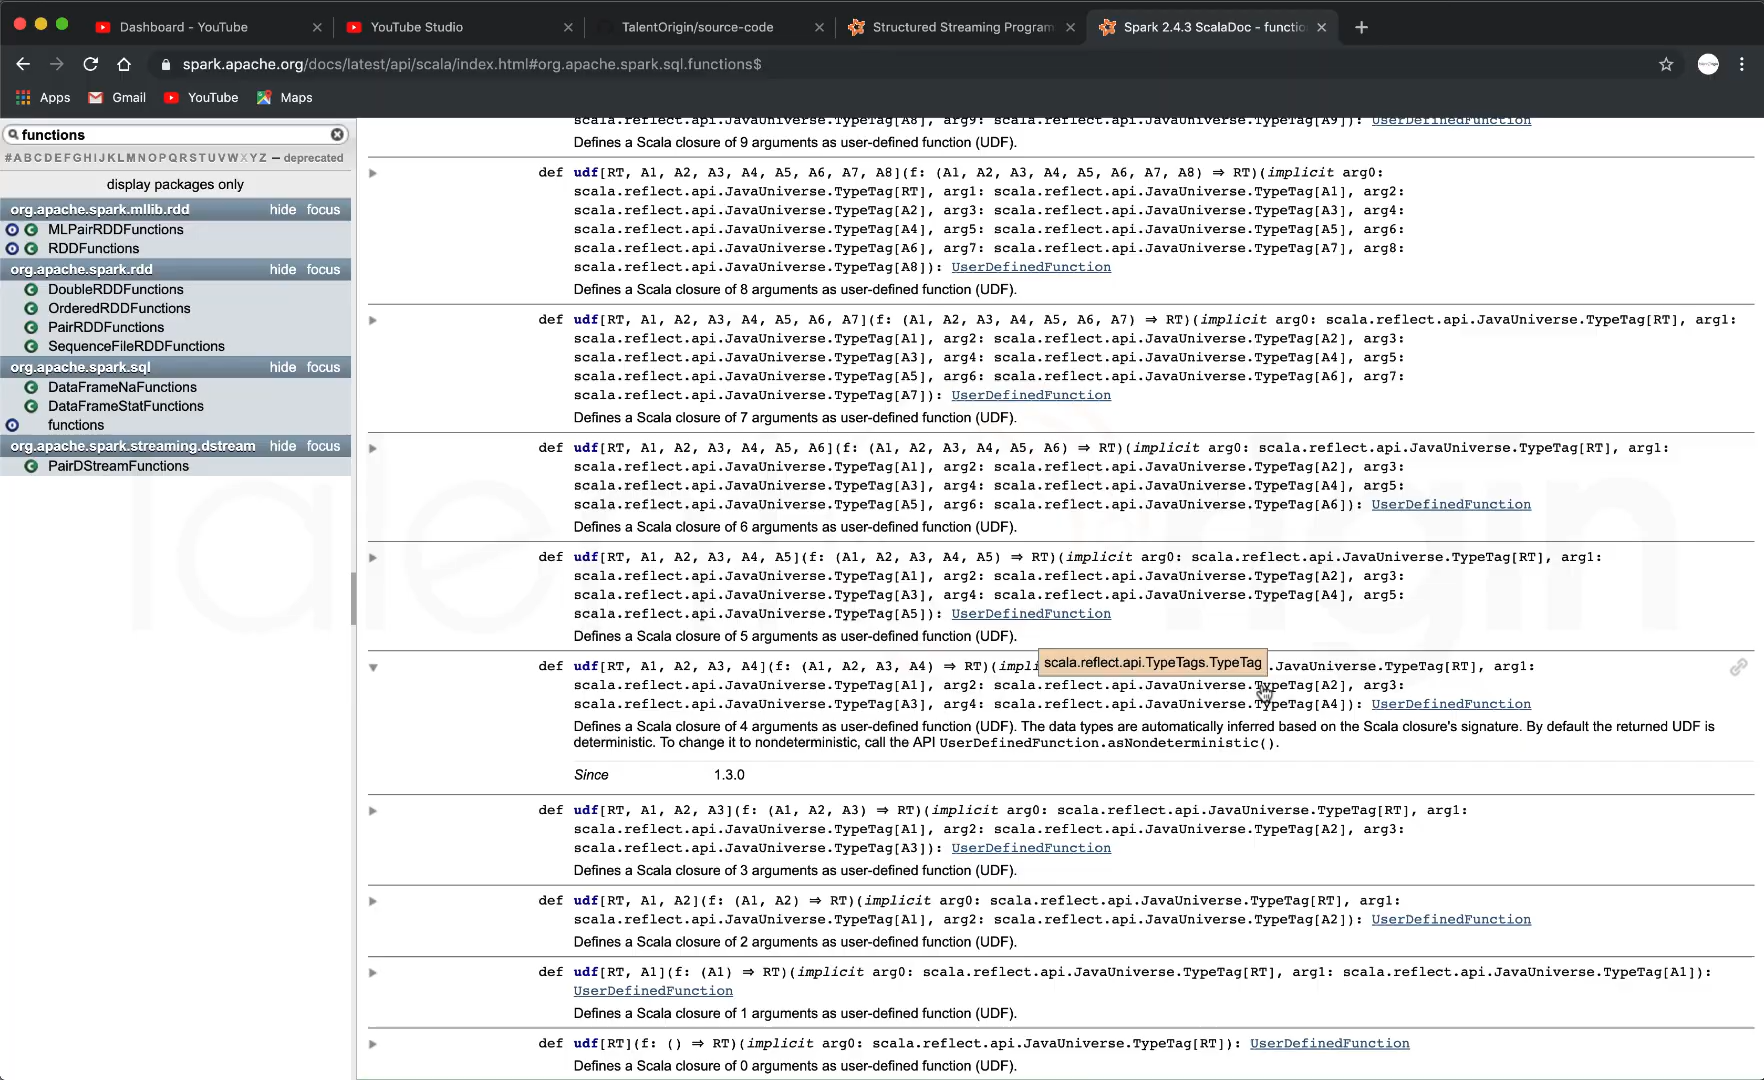 Dashboard - YouTube
YouTube Studio
TalentOrigin/source-code
Structured Streaming Program
Spark 2.4.3 ScalaDoc - functio
spark.apache.org/docs/latest/api/scala/index.html#org.apache.spark.sql.functions$
Apps Gmail YouTube Maps
functions
#ABCDEFGHIJKLMNOPQRSTUVWXYZ – deprecated
display packages only
org.apache.spark.mllib.rdd hide focus
MLPairRDDFunctions
RDDFunctions
org.apache.spark.rdd hide focus
DoubleRDDFunctions
OrderedRDDFunctions
PairRDDFunctions
SequenceFileRDDFunctions
org.apache.spark.sql hide focus
DataFrameNaFunctions
DataFrameStatFunctions
functions
org.apache.spark.streaming.dstream hide focus
PairDStreamFunctions
scala.reflect.api.JavaUniverse.TypeTag[A8], arg9: scala.reflect.api.JavaUniverse.TypeTag[A9]): UserDefinedFunction
Defines a Scala closure of 9 arguments as user-defined function (UDF).
def udf[RT, A1, A2, A3, A4, A5, A6, A7, A8](f: (A1, A2, A3, A4, A5, A6, A7, A8) ⇒ RT)(implicit arg0:
scala.reflect.api.JavaUniverse.TypeTag[RT], arg1: scala.reflect.api.JavaUniverse.TypeTag[A1], arg2:
scala.reflect.api.JavaUniverse.TypeTag[A2], arg3: scala.reflect.api.JavaUniverse.TypeTag[A3], arg4:
scala.reflect.api.JavaUniverse.TypeTag[A4], arg5: scala.reflect.api.JavaUniverse.TypeTag[A5], arg6:
scala.reflect.api.JavaUniverse.TypeTag[A6], arg7: scala.reflect.api.JavaUniverse.TypeTag[A7], arg8:
scala.reflect.api.JavaUniverse.TypeTag[A8]): UserDefinedFunction
Defines a Scala closure of 8 arguments as user-defined function (UDF).
def udf[RT, A1, A2, A3, A4, A5, A6, A7](f: (A1, A2, A3, A4, A5, A6, A7) ⇒ RT)(implicit arg0: scala.reflect.api.JavaUniverse.TypeTag[RT], arg1:
scala.reflect.api.JavaUniverse.TypeTag[A1], arg2: scala.reflect.api.JavaUniverse.TypeTag[A2], arg3:
scala.reflect.api.JavaUniverse.TypeTag[A3], arg4: scala.reflect.api.JavaUniverse.TypeTag[A4], arg5:
scala.reflect.api.JavaUniverse.TypeTag[A5], arg6: scala.reflect.api.JavaUniverse.TypeTag[A6], arg7:
scala.reflect.api.JavaUniverse.TypeTag[A7]): UserDefinedFunction
Defines a Scala closure of 7 arguments as user-defined function (UDF).
def udf[RT, A1, A2, A3, A4, A5, A6](f: (A1, A2, A3, A4, A5, A6) ⇒ RT)(implicit arg0: scala.reflect.api.JavaUniverse.TypeTag[RT], arg1:
scala.reflect.api.JavaUniverse.TypeTag[A1], arg2: scala.reflect.api.JavaUniverse.TypeTag[A2], arg3:
scala.reflect.api.JavaUniverse.TypeTag[A3], arg4: scala.reflect.api.JavaUniverse.TypeTag[A4], arg5:
scala.reflect.api.JavaUniverse.TypeTag[A5], arg6: scala.reflect.api.JavaUniverse.TypeTag[A6]): UserDefinedFunction
Defines a Scala closure of 6 arguments as user-defined function (UDF).
def udf[RT, A1, A2, A3, A4, A5](f: (A1, A2, A3, A4, A5) ⇒ RT)(implicit arg0: scala.reflect.api.JavaUniverse.TypeTag[RT], arg1:
scala.reflect.api.JavaUniverse.TypeTag[A1], arg2: scala.reflect.api.JavaUniverse.TypeTag[A2], arg3:
scala.reflect.api.JavaUniverse.TypeTag[A3], arg4: scala.reflect.api.JavaUniverse.TypeTag[A4], arg5:
scala.reflect.api.JavaUniverse.TypeTag[A5]): UserDefinedFunction
Defines a Scala closure of 5 arguments as user-defined function (UDF).
scala.reflect.api.TypeTags.TypeTag
def udf[RT, A1, A2, A3, A4](f: (A1, A2, A3, A4) ⇒ RT)(impli .JavaUniverse.TypeTag[RT], arg1:
scala.reflect.api.JavaUniverse.TypeTag[A1], arg2: scala.reflect.api.JavaUniverse.TypeTag[A2], arg3:
scala.reflect.api.JavaUniverse.TypeTag[A3], arg4: scala.reflect.api.JavaUniverse.TypeTag[A4]): UserDefinedFunction
Defines a Scala closure of 4 arguments as user-defined function (UDF). The data types are automatically inferred based on the Scala closure's signature. By default the returned UDF is
deterministic. To change it to nondeterministic, call the API UserDefinedFunction.asNondeterministic().
Since 1.3.0
def udf[RT, A1, A2, A3](f: (A1, A2, A3) ⇒ RT)(implicit arg0: scala.reflect.api.JavaUniverse.TypeTag[RT], arg1:
scala.reflect.api.JavaUniverse.TypeTag[A1], arg2: scala.reflect.api.JavaUniverse.TypeTag[A2], arg3:
scala.reflect.api.JavaUniverse.TypeTag[A3]): UserDefinedFunction
Defines a Scala closure of 3 arguments as user-defined function (UDF).
def udf[RT, A1, A2](f: (A1, A2) ⇒ RT)(implicit arg0: scala.reflect.api.JavaUniverse.TypeTag[RT], arg1:
scala.reflect.api.JavaUniverse.TypeTag[A1], arg2: scala.reflect.api.JavaUniverse.TypeTag[A2]): UserDefinedFunction
Defines a Scala closure of 2 arguments as user-defined function (UDF).
def udf[RT, A1](f: (A1) ⇒ RT)(implicit arg0: scala.reflect.api.JavaUniverse.TypeTag[RT], arg1: scala.reflect.api.JavaUniverse.TypeTag[A1]):
UserDefinedFunction
Defines a Scala closure of 1 arguments as user-defined function (UDF).
def udf[RT](f: () ⇒ RT)(implicit arg0: scala.reflect.api.JavaUniverse.TypeTag[RT]): UserDefinedFunction
Defines a Scala closure of 0 arguments as user-defined function (UDF).